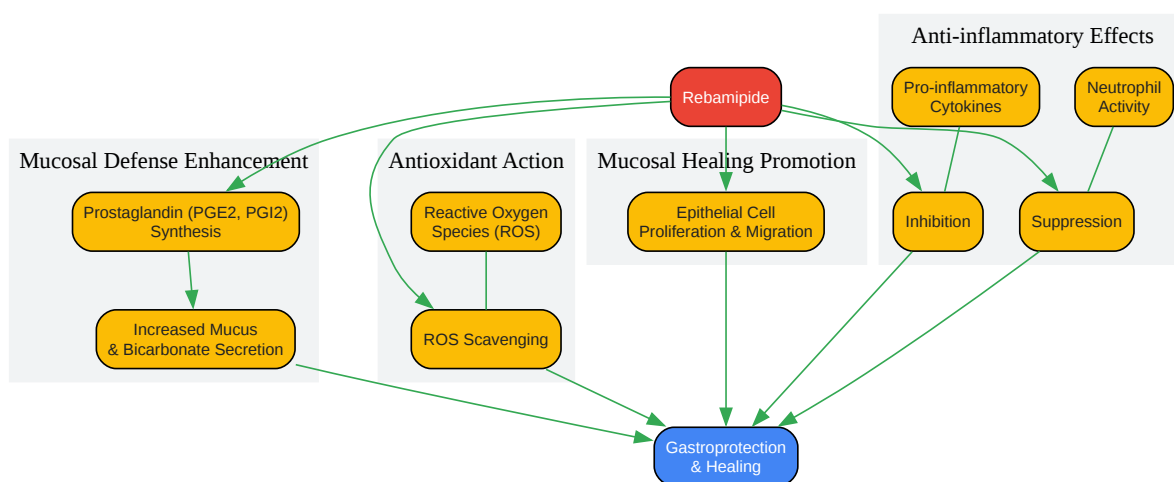 Anti-inflammatory Effects
Rebamipide
Pro-inflammatory
Cytokines
Neutrophil
Activity
Mucosal Defense Enhancement
Antioxidant Action
Mucosal Healing Promotion
Prostaglandin (PGE2, PGI2)
Synthesis
Reactive Oxygen
Species (ROS)
Epithelial Cell
Proliferation & Migration
Inhibition
Suppression
Increased Mucus
& Bicarbonate Secretion
ROS Scavenging
Gastroprotection
& Healing